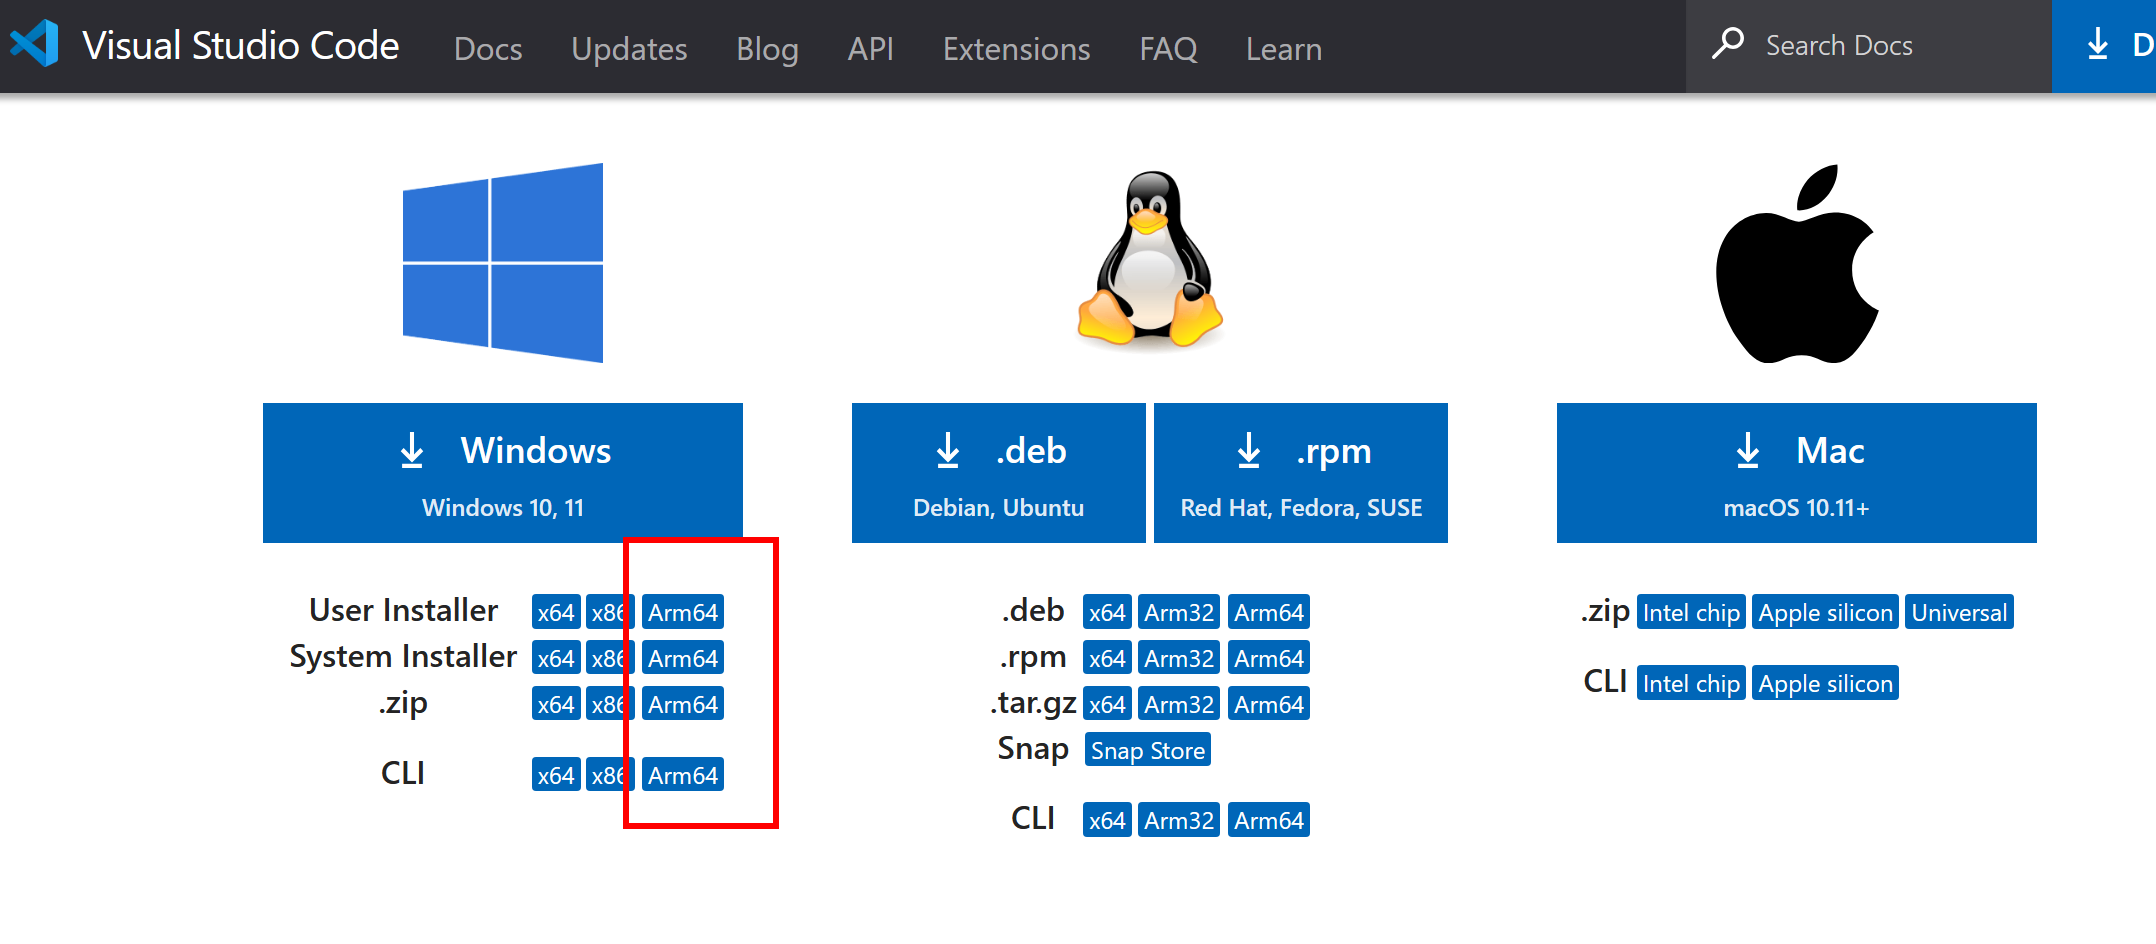 Visual Studio Code Docs Updates Blog API Extensions FAQ Learn Search Docs D
Windows
Windows 10, 11
User Installer x64 x86 Arm64
System Installer x64 x86 Arm64
.zip x64 x86 Arm64
CLI x64 x86 Arm64
.deb
Debian, Ubuntu
.rpm
Red Hat, Fedora, SUSE
.deb x64 Arm32 Arm64
.rpm x64 Arm32 Arm64
.tar.gz x64 Arm32 Arm64
Snap Snap Store
CLI x64 Arm32 Arm64
Mac
macOS 10.11+
.zip Intel chip Apple silicon Universal
CLI Intel chip Apple silicon